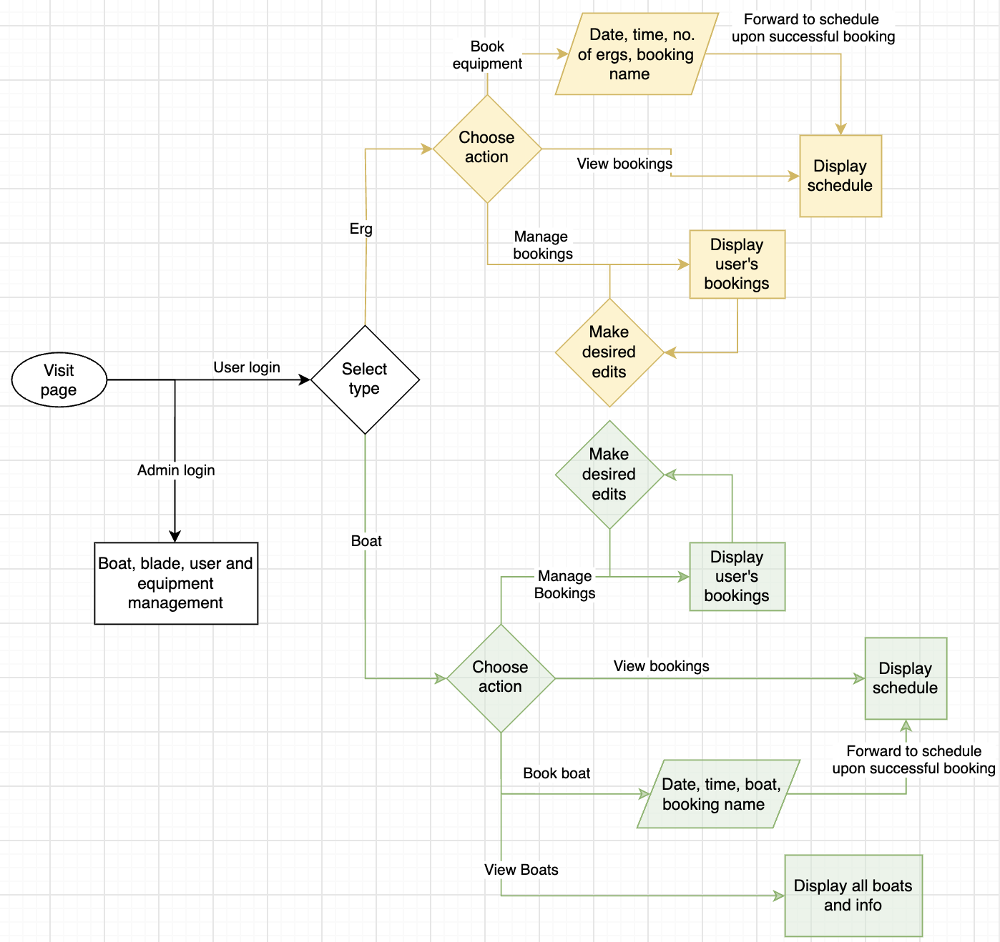 Forward to schedule
upon successful booking
Date, time, no.
of ergs, booking
name
Book
equipment
Choose
action
View bookings
Display
schedule
Erg
Manage
bookings
Display
user's
bookings
Make
desired
edits
Visit
page
User login
Select
type
Admin login
Boat, blade, user and
equipment
management
Boat
Make
desired
edits
Manage
Bookings
Display
user's
bookings
Choose
action
View bookings
Display
schedule
Forward to schedule
upon successful booking
Book boat
Date, time, boat,
booking name
View Boats
Display all boats
and info